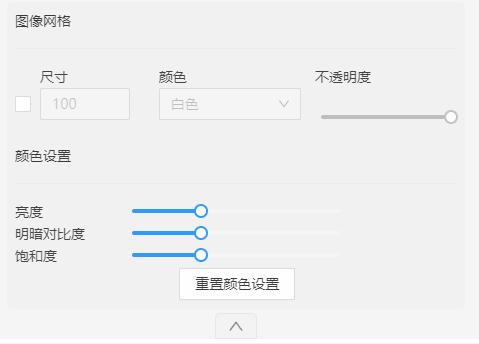 图像网格
尺寸 颜色 不透明度
100 白色
颜色设置
亮度
明暗对比度
饱和度
重置颜色设置